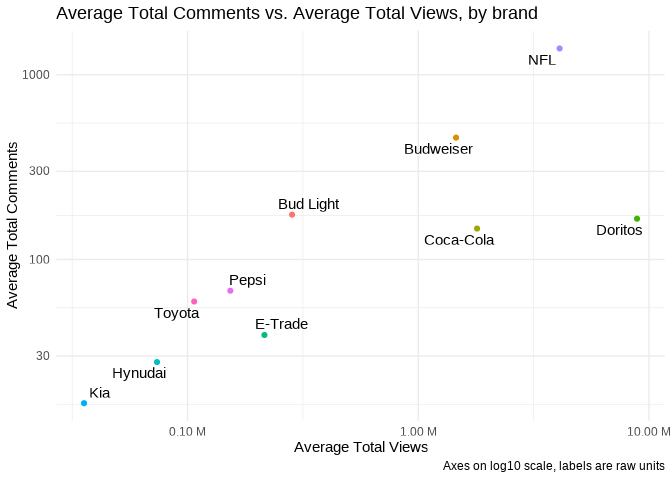 Average Total Comments vs. Average Total Views, by brand
Average Total Comments
1000
300
100
30
NFL
Budweiser
Bud Light
Doritos
Coca-Cola
Pepsi
Toyota
E-Trade
Hynudai
Kia
0.10 M
1.00 M
10.00 M
Average Total Views
Axes on log10 scale, labels are raw units